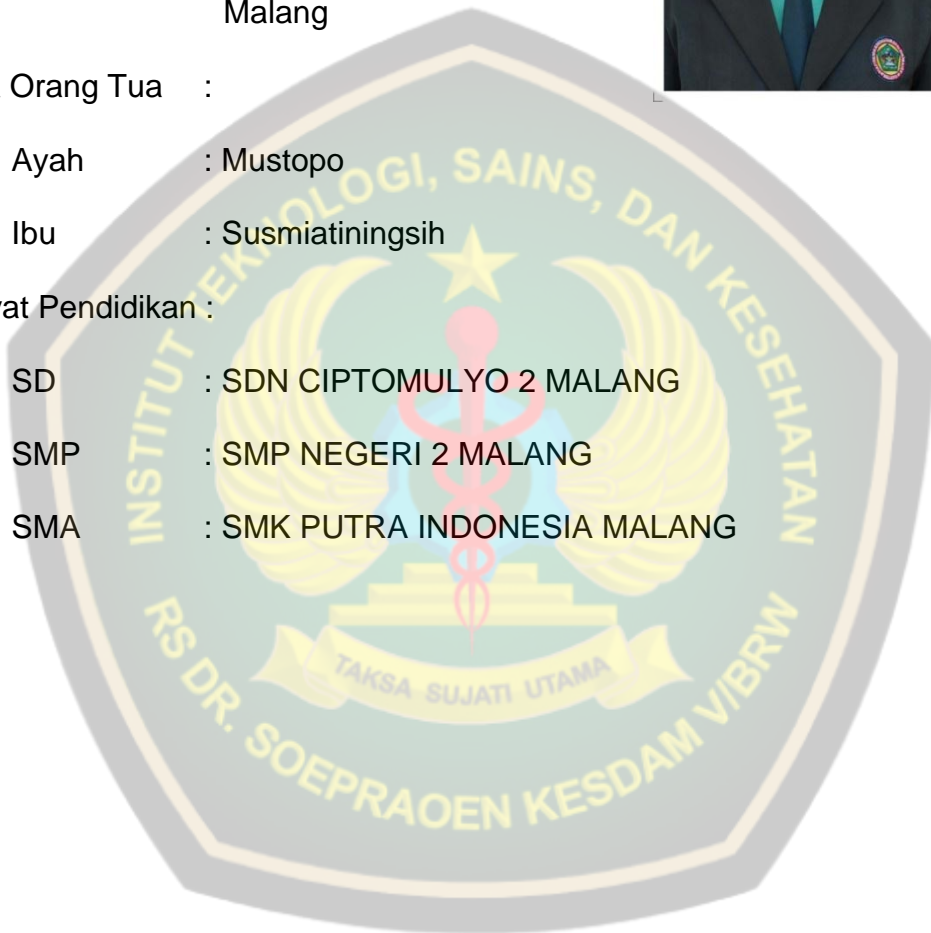 Malang
Orang Tua :
Ayah : Mustopo
Ibu : Susmiatiningsih
yat Pendidikan :
SD : SDN CIPTOMULYO 2 MALANG
SMP : SMP NEGERI 2 MALANG
SMA : SMK PUTRA INDONESIA MALANG
INSTITUT TEKNOLOGI, SAINS, DAN KESEHATAN
TAKSA SUJATI UTAMA
RS DR. SOEPRAOEN KESDAM V/BRW